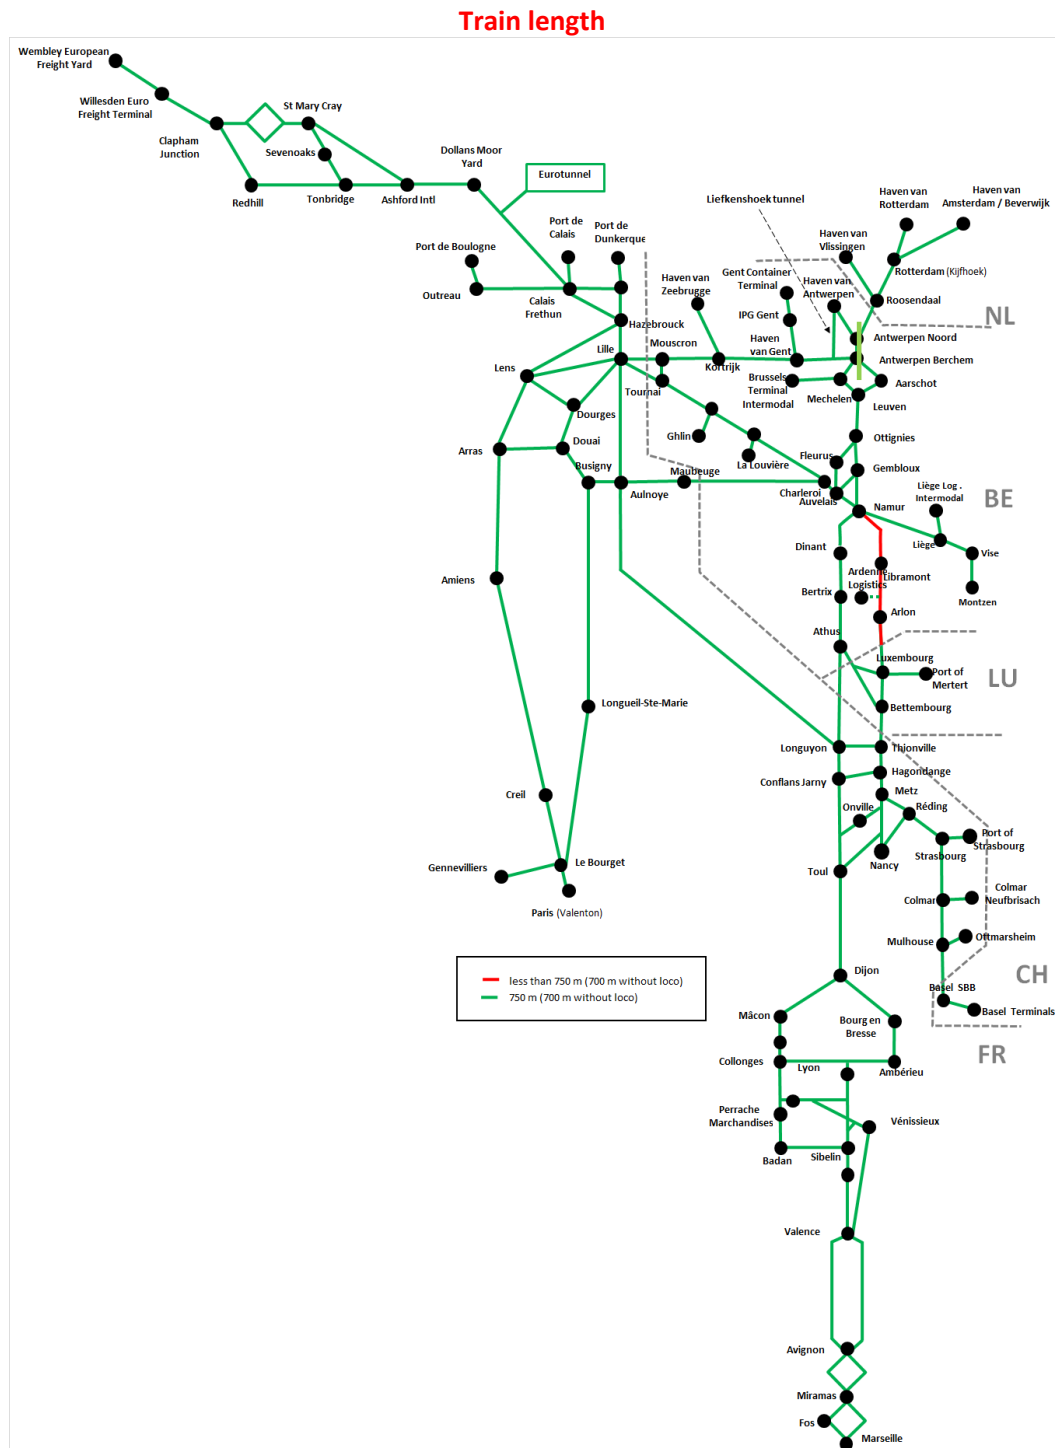 Train length
Wembley European
Freight Yard
Willesden Euro
Freight Terminal
St Mary Cray
Clapham
Junction
Sevenoaks
Dollans Moor
Yard
Eurotunnel
Redhill
Tonbridge
Ashford Intl
Liefkenshoek tunnel
Haven van
Rotterdam
Haven van
Amsterdam / Beverwijk
Port de
Calais
Port de
Dunkerque
Port de Boulogne
Haven van
Vlissingen
Gent Container
Terminal
Haven van
Zeebrugge
Haven van
Antwerpen
Rotterdam (Kijfhoek)
Outreau
Calais
Frethun
Roosendaal
NL
IPG Gent
Hazebrouck
Mouscron
Haven
van Gent
Antwerpen Noord
Lille
Kortrijk
Antwerpen Berchem
Lens
Tournai
Brussels
Terminal
Intermodal
Mechelen
Aarschot
Leuven
Dourges
Ghlin
Ottignies
Arras
Douai
La Louvière
Fleurus
Gembloux
Busigny
Maubeuge
Aulnoye
Charleroi
Auvelais
Namur
Liège Log .
Intermodal
BE
Dinant
Liège
Vise
Ardenne
Logistics
Libramont
Amiens
Bertrix
Montzen
Arlon
Athus
Luxembourg
Port of
Mertert
LU
Longueil-Ste-Marie
Bettembourg
Longuyon
Thionville
Conflans Jarny
Hagondange
Metz
Creil
Onville
Réding
Port of
Strasbourg
Strasbourg
Gennevilliers
Le Bourget
Toul
Nancy
Paris (Valenton)
Colmar
Colmar
Neufbrisach
Mulhouse
Ottmarsheim
CH
less than 750 m (700 m without loco)
750 m (700 m without loco)
Dijon
Basel SBB
Basel Terminals
Mâcon
Bourg en
Bresse
FR
Collonges
Lyon
Ambérieu
Perrache
Marchandises
Vénissieux
Badan
Sibelin
Valence
Avignon
Miramas
Fos
Marseille